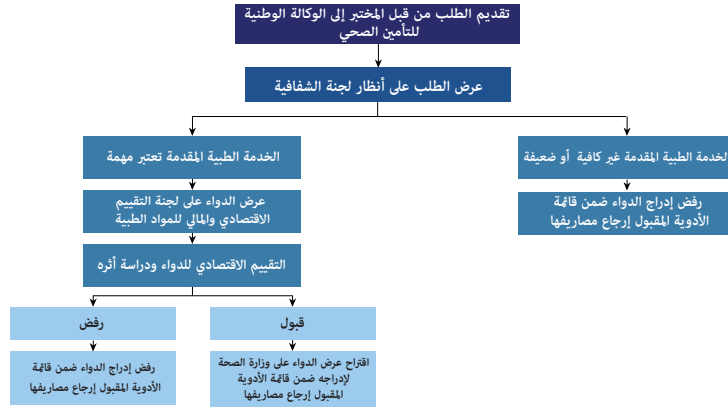 تقديم الطلب من قبل المختبر إلى الوكالة الوطنية
للتأمين الصحي
عرض الطلب على أنظار لجنة الشفافية
الخدمة الطبية المقدمة تعتبر مهمة
لخدمة الطبية المقدمة غير كافية أو ضعيفة
عرض الدواء على لجنة التقييم
الاقتصادي والمالي للمواد الطبية
رفض إدراج الدواء ضمن قائمة
الأدوية المقبول إرجاع مصاريفها
التقييم الاقتصادي للدواء ودراسة أثره
قبول
رفض
اقتراح عرض الدواء على وزارة الصحة
لإدراجه ضمن قائمة الأدوية
المقبول إرجاع مصاريفها
رفض إدراج الدواء ضمن قائمة
الأدوية المقبول إرجاع مصاريفها